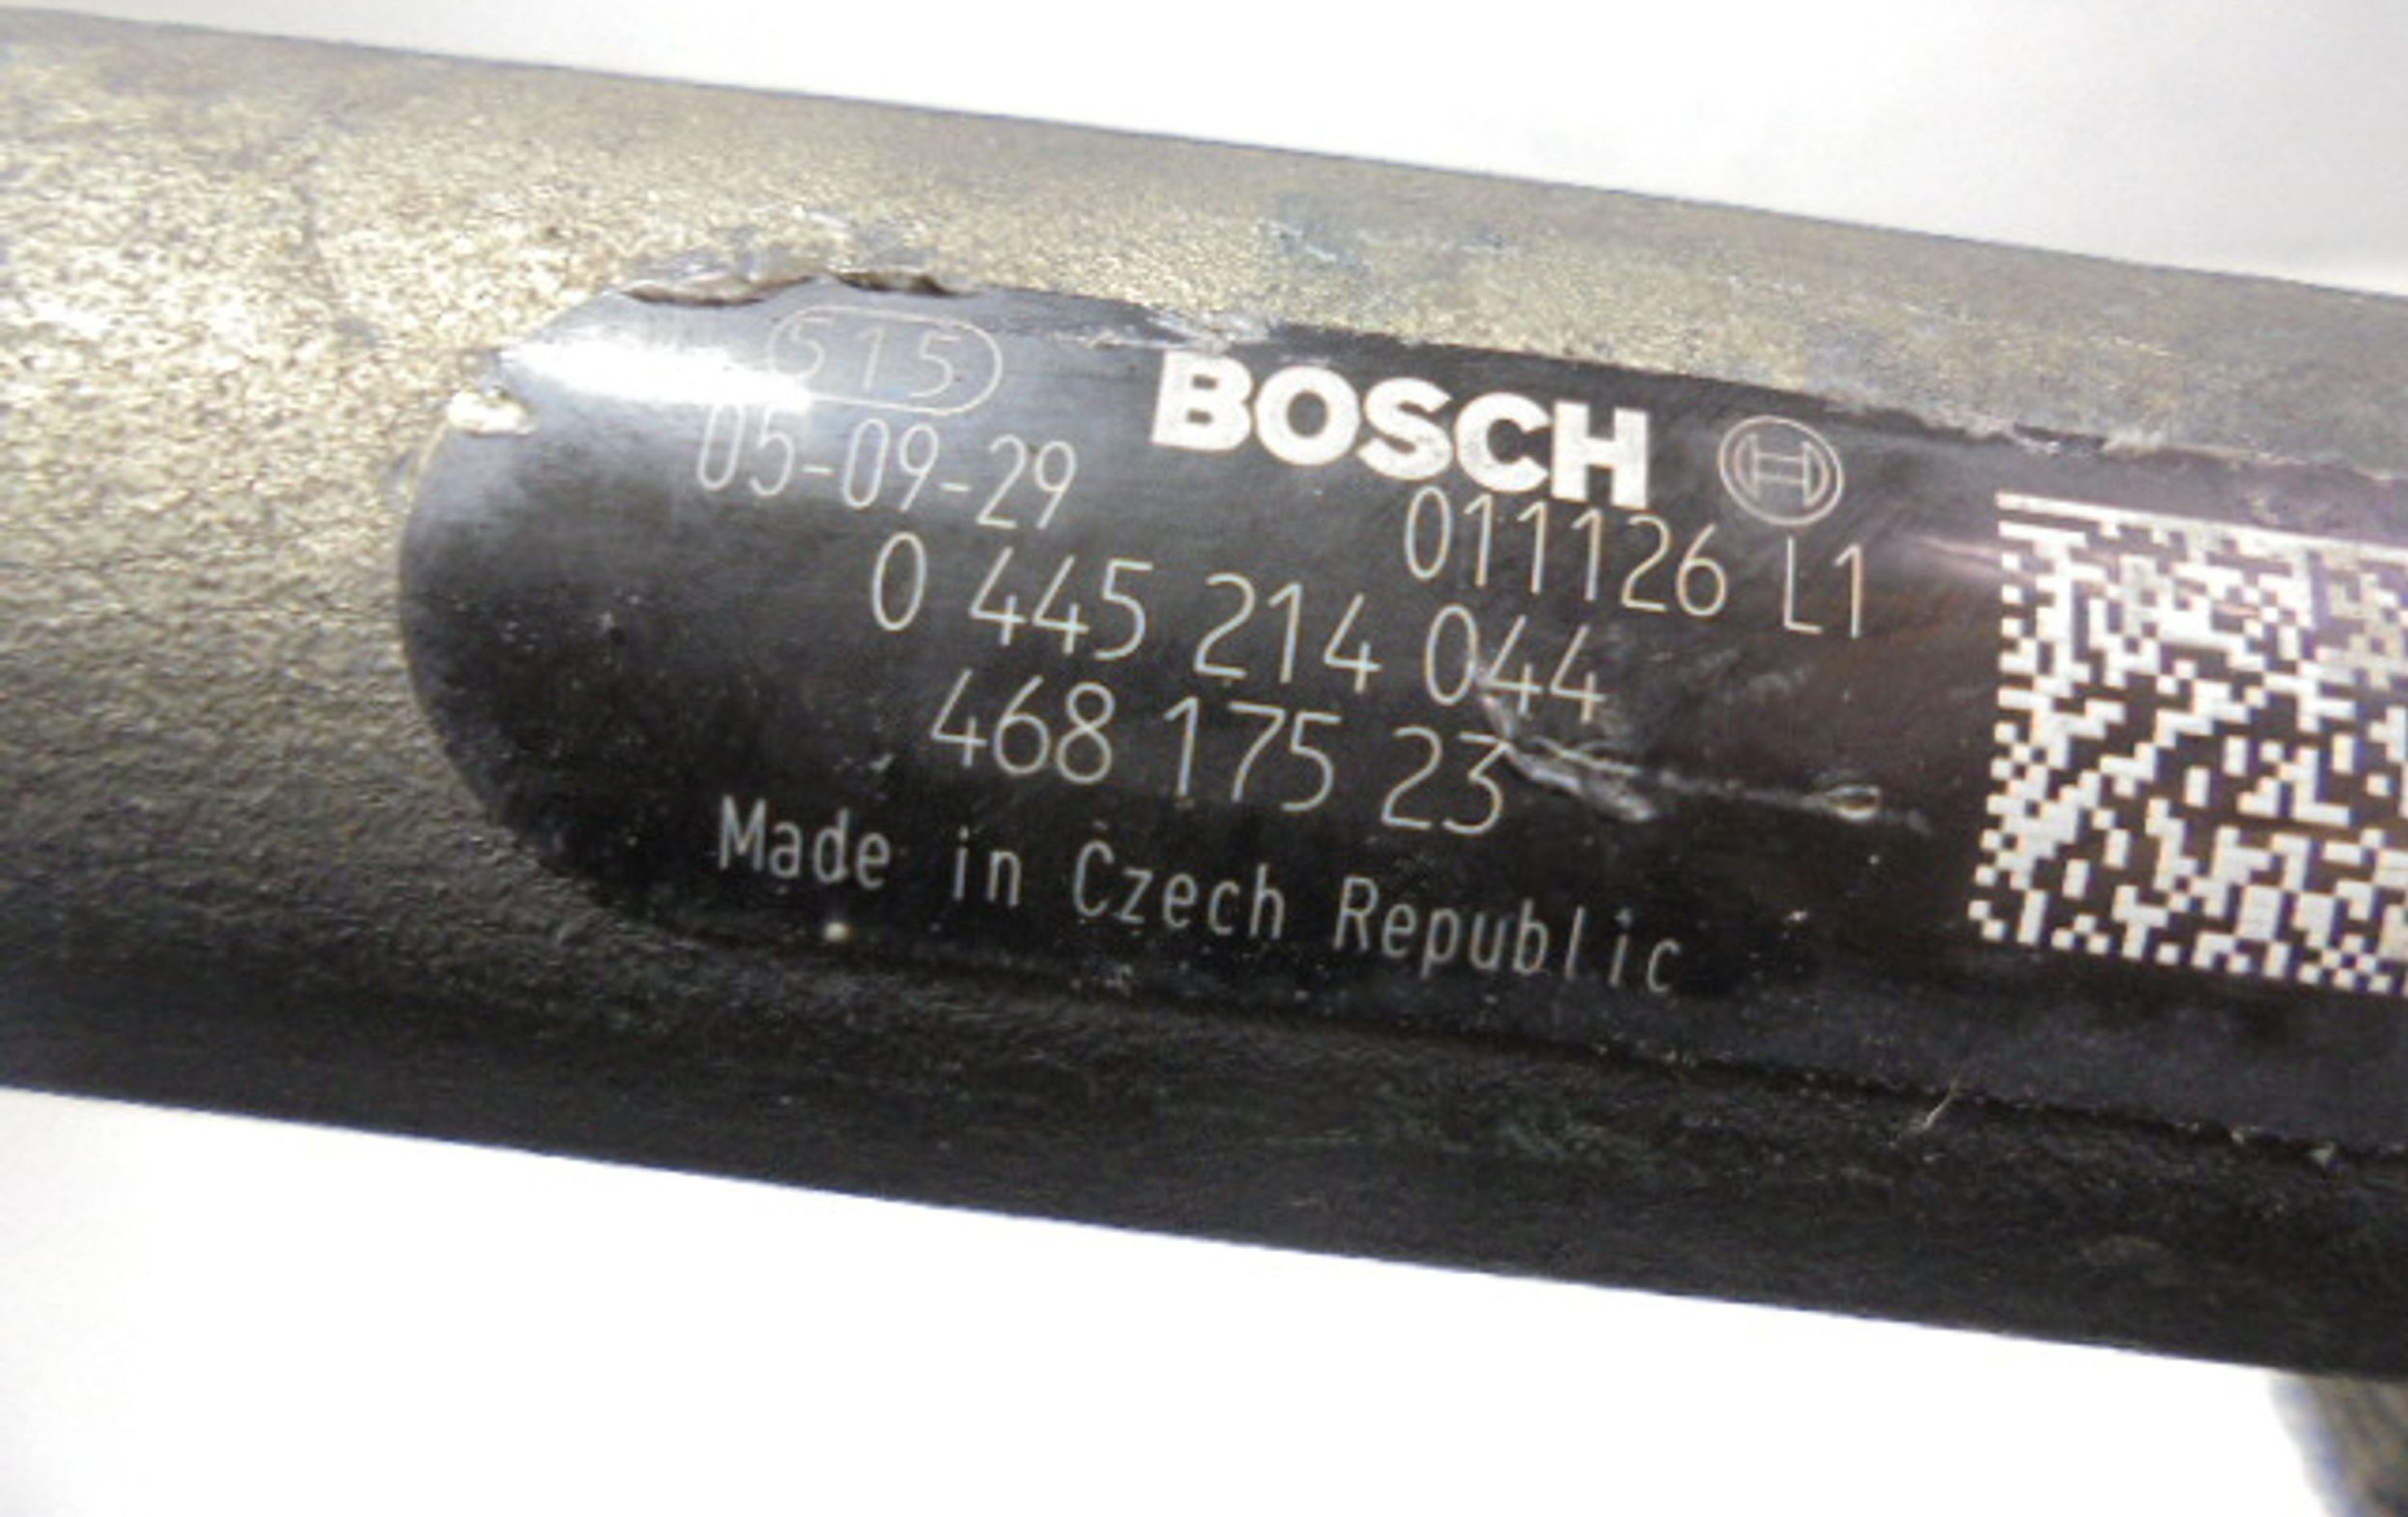 515
BOSCH
05-09-29
011126 L1
0 445 214 044
468 175 23
Made in Czech Republic